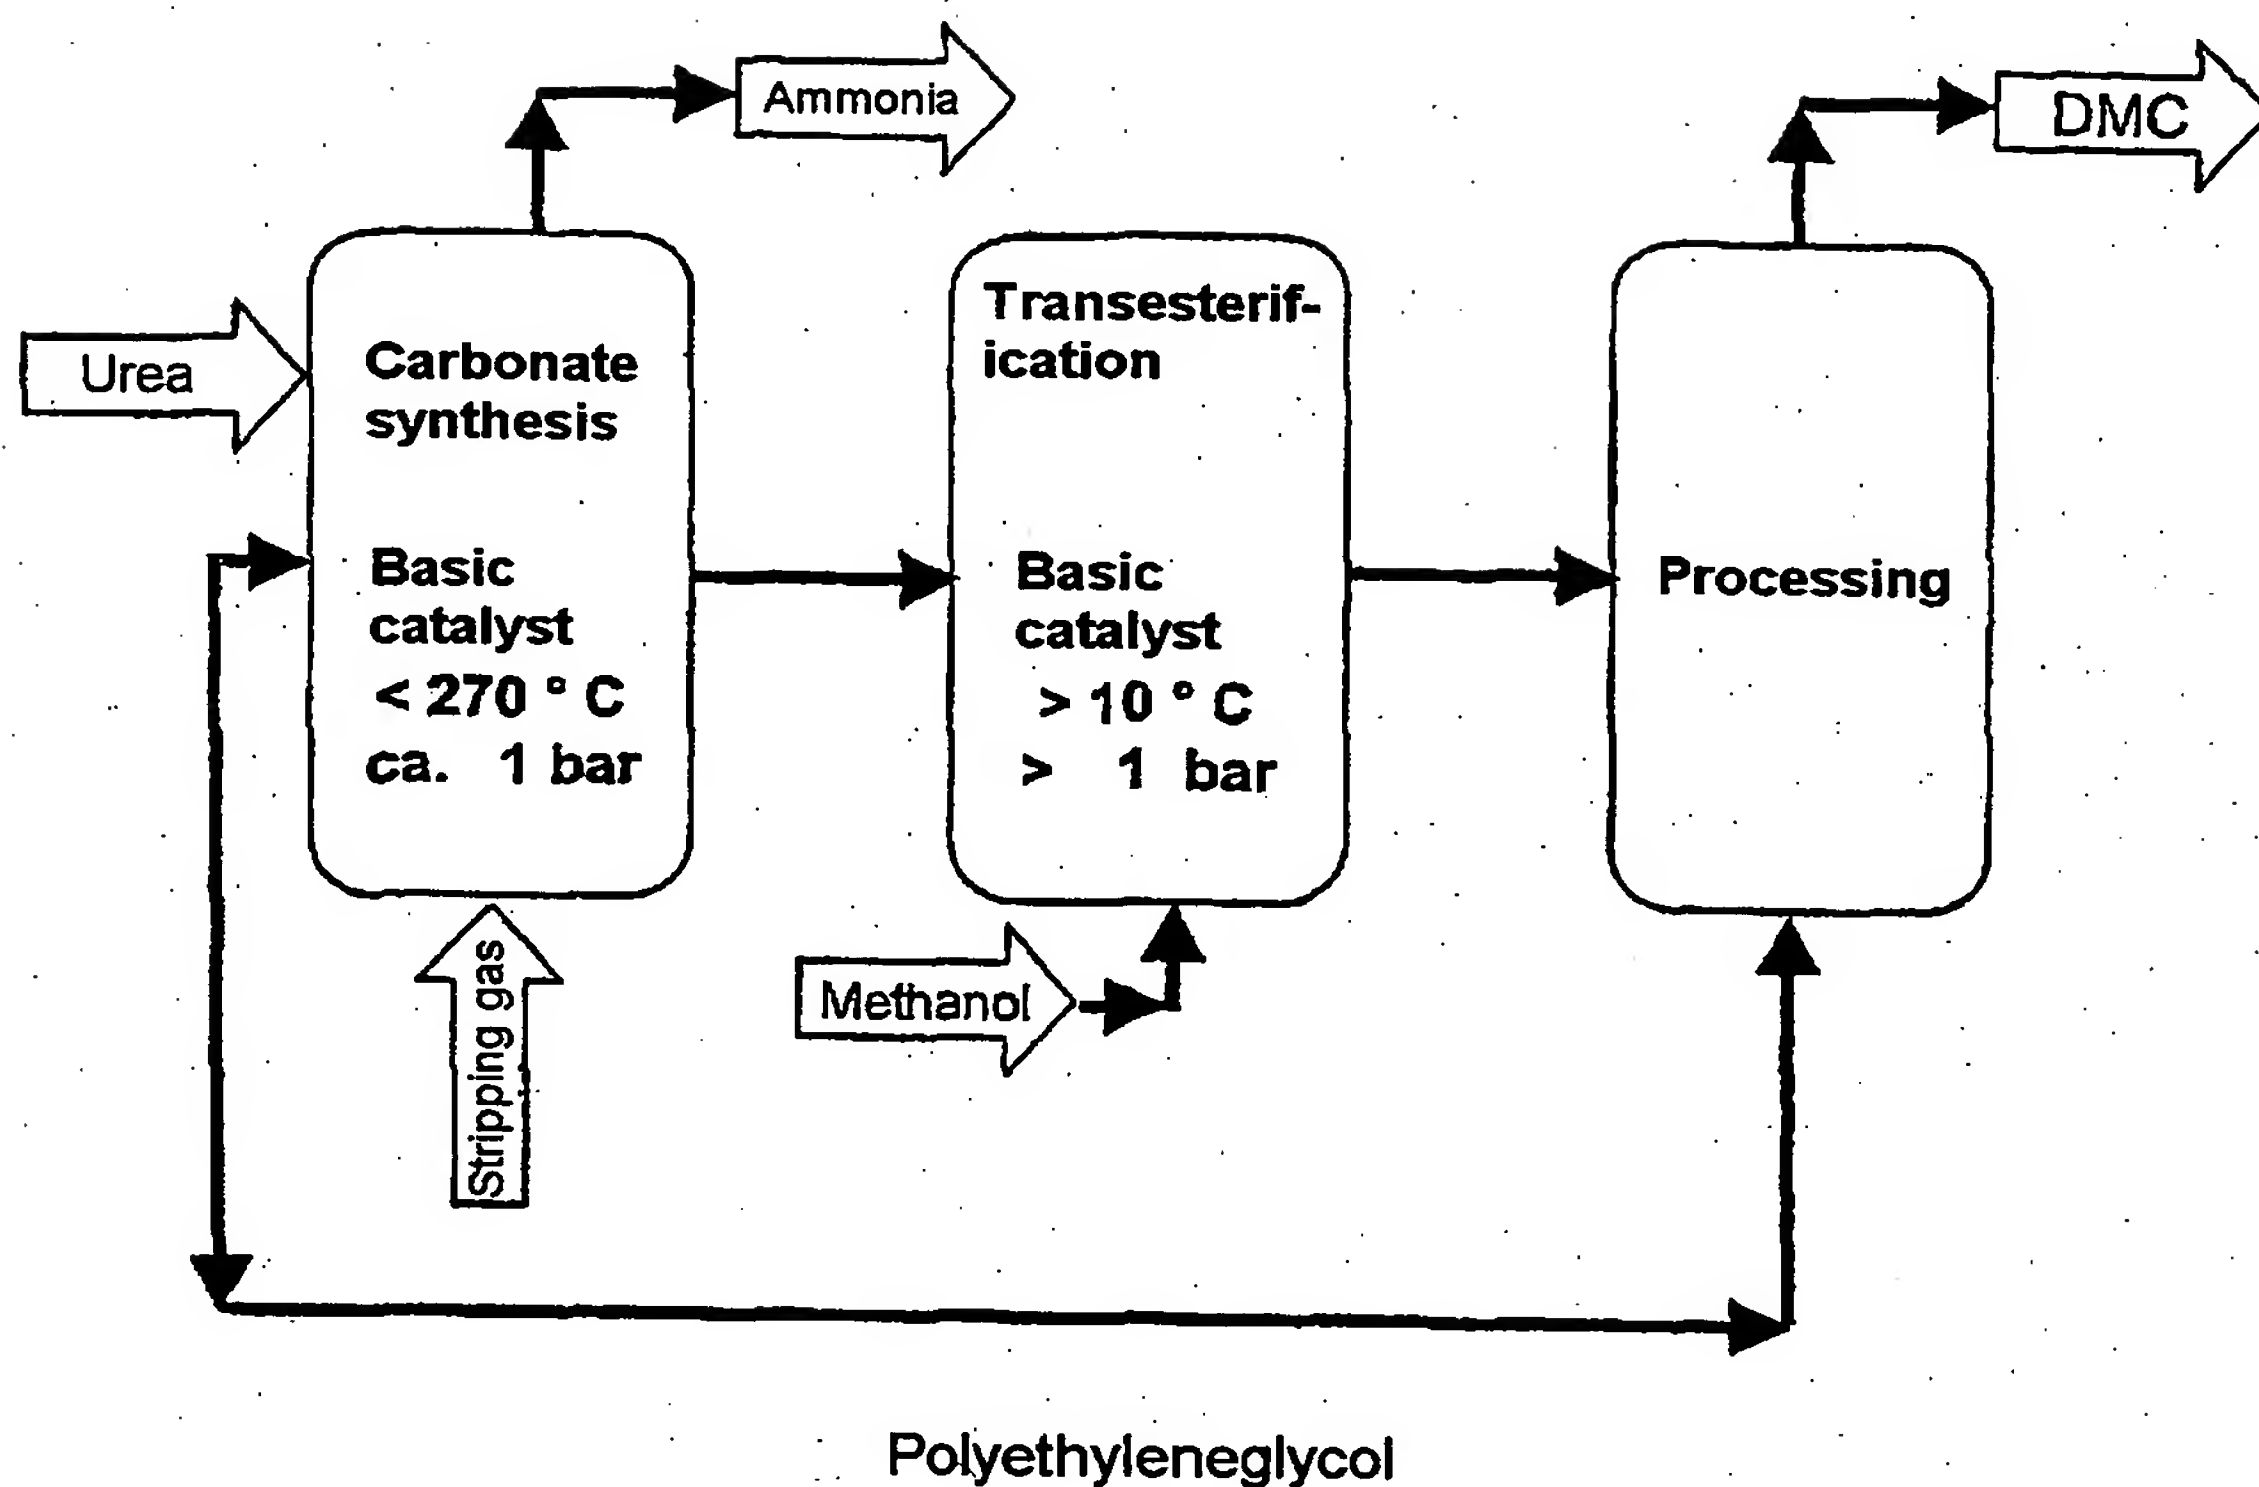 Ammonia
DMC
Urea
Carbonate
synthesis
Basic
catalyst
< 270 ° C
ca. 1 bar
Transesterif-
ication
Basic
catalyst
> 10 ° C
> 1 bar
Processing
Stripping gas
Methanol
Polyethyleneglycol